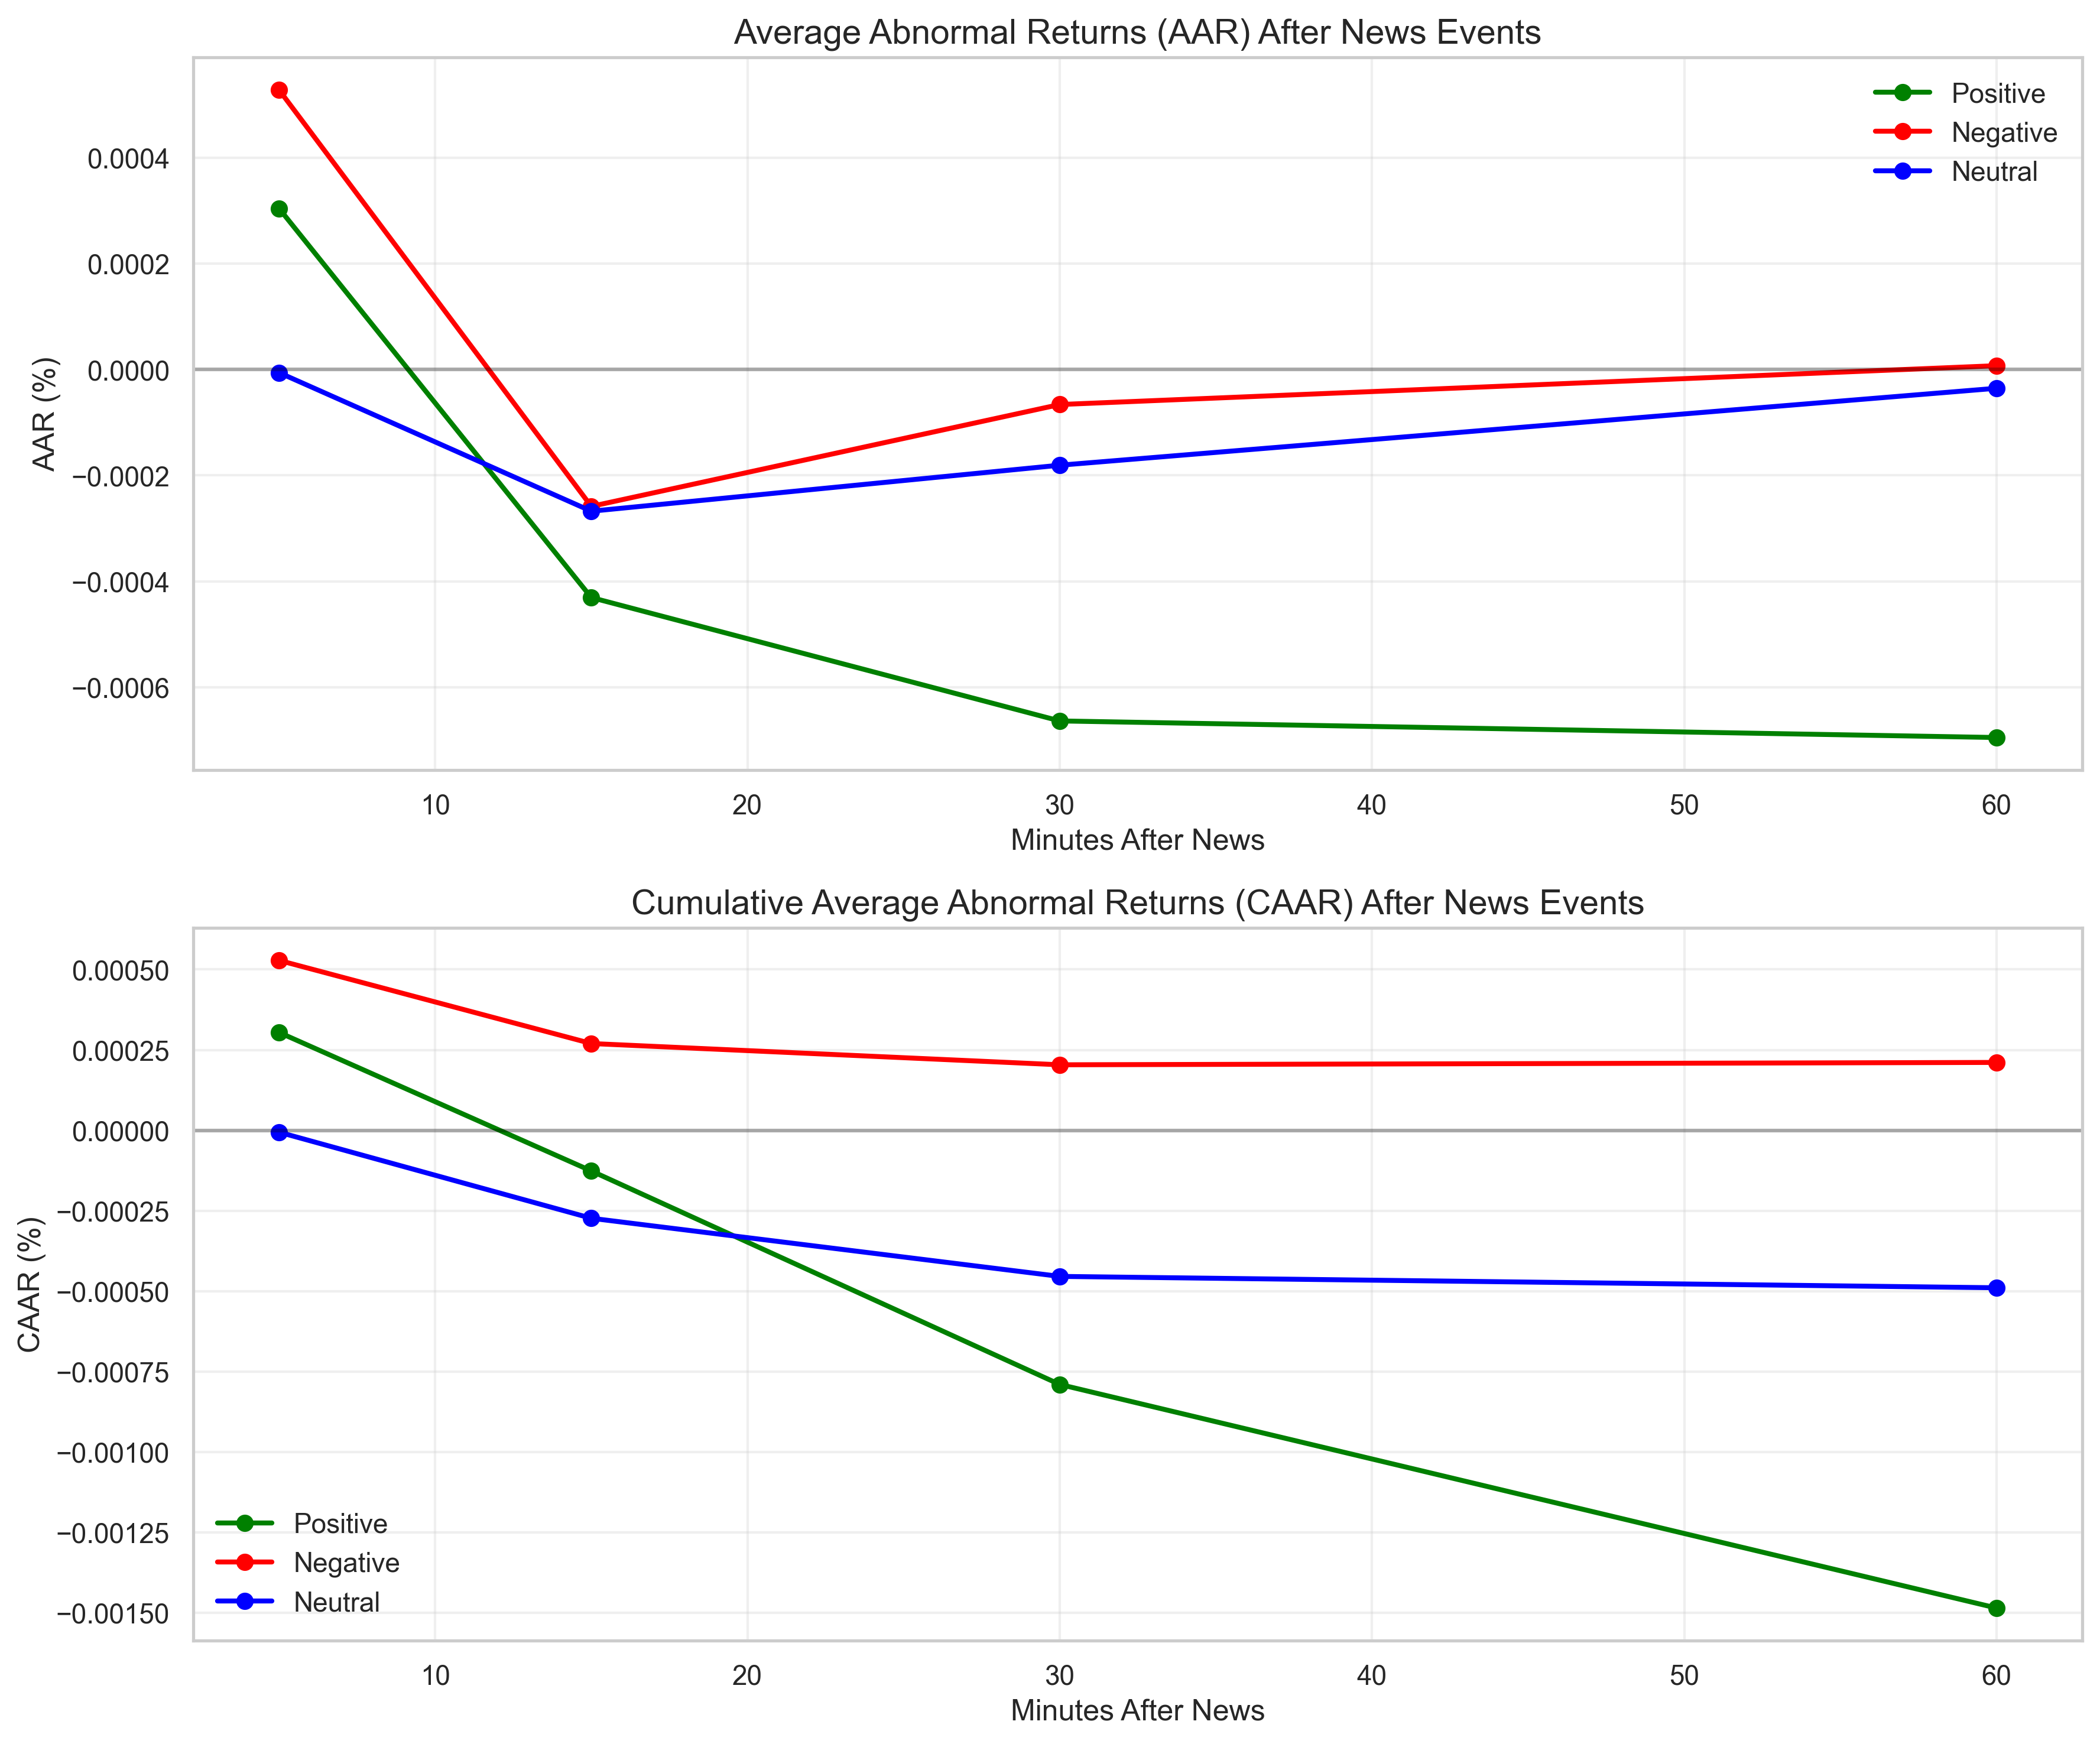 Average Abnormal Returns (AAR) After News Events
Positive
Negative
Neutral
0.0004
0.0002
0.0000
−0.0002
−0.0004
−0.0006
AAR (%)
10 20 30 40 50 60
Minutes After News
Cumulative Average Abnormal Returns (CAAR) After News Events
0.00050
0.00025
0.00000
−0.00025
−0.00050
−0.00075
−0.00100
−0.00125
−0.00150
CAAR (%)
Positive
Negative
Neutral
10 20 30 40 50 60
Minutes After News